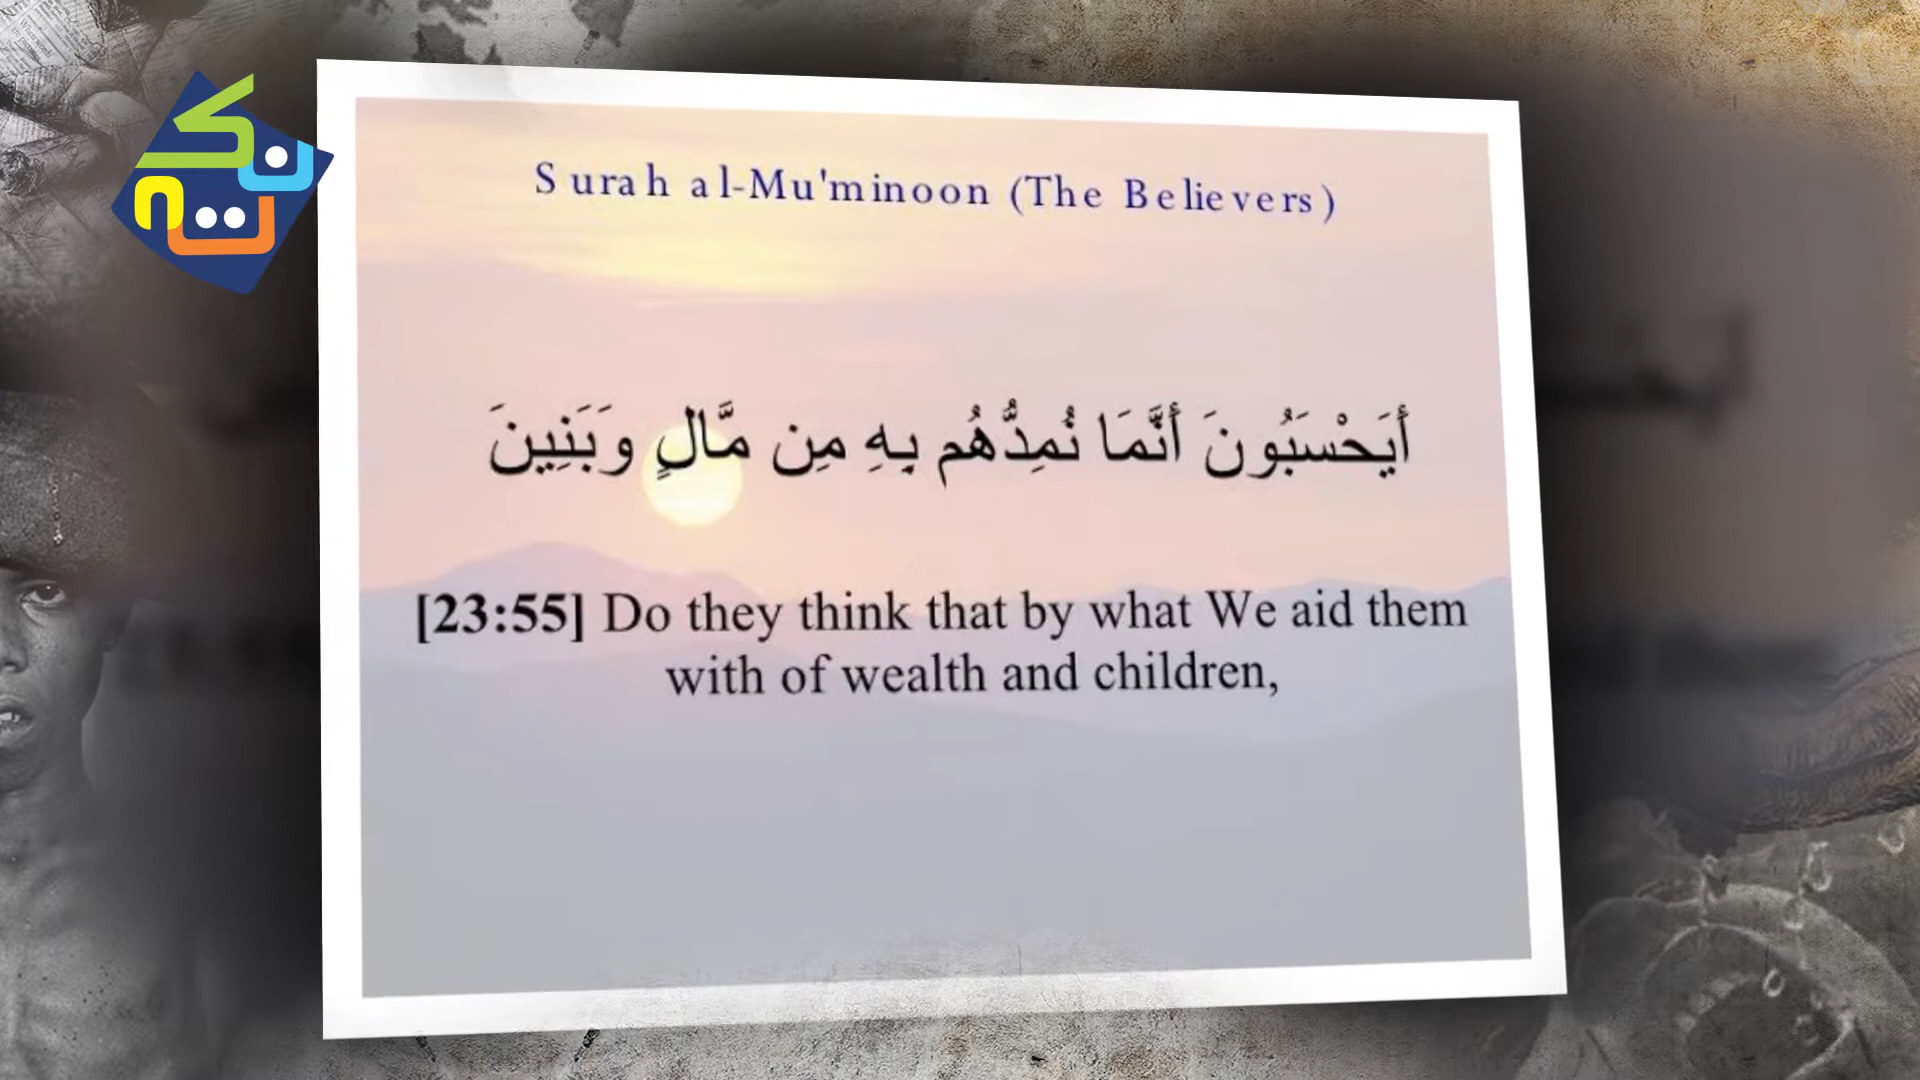 نکته
Surah al-Mu'minoon (The Believers)
أَيَحْسَبُونَ أَنَّمَا نُمِدُّهُم بِهِ مِن مَّالٍ وَبَنِينَ
[23:55] Do they think that by what We aid them
with of wealth and children,